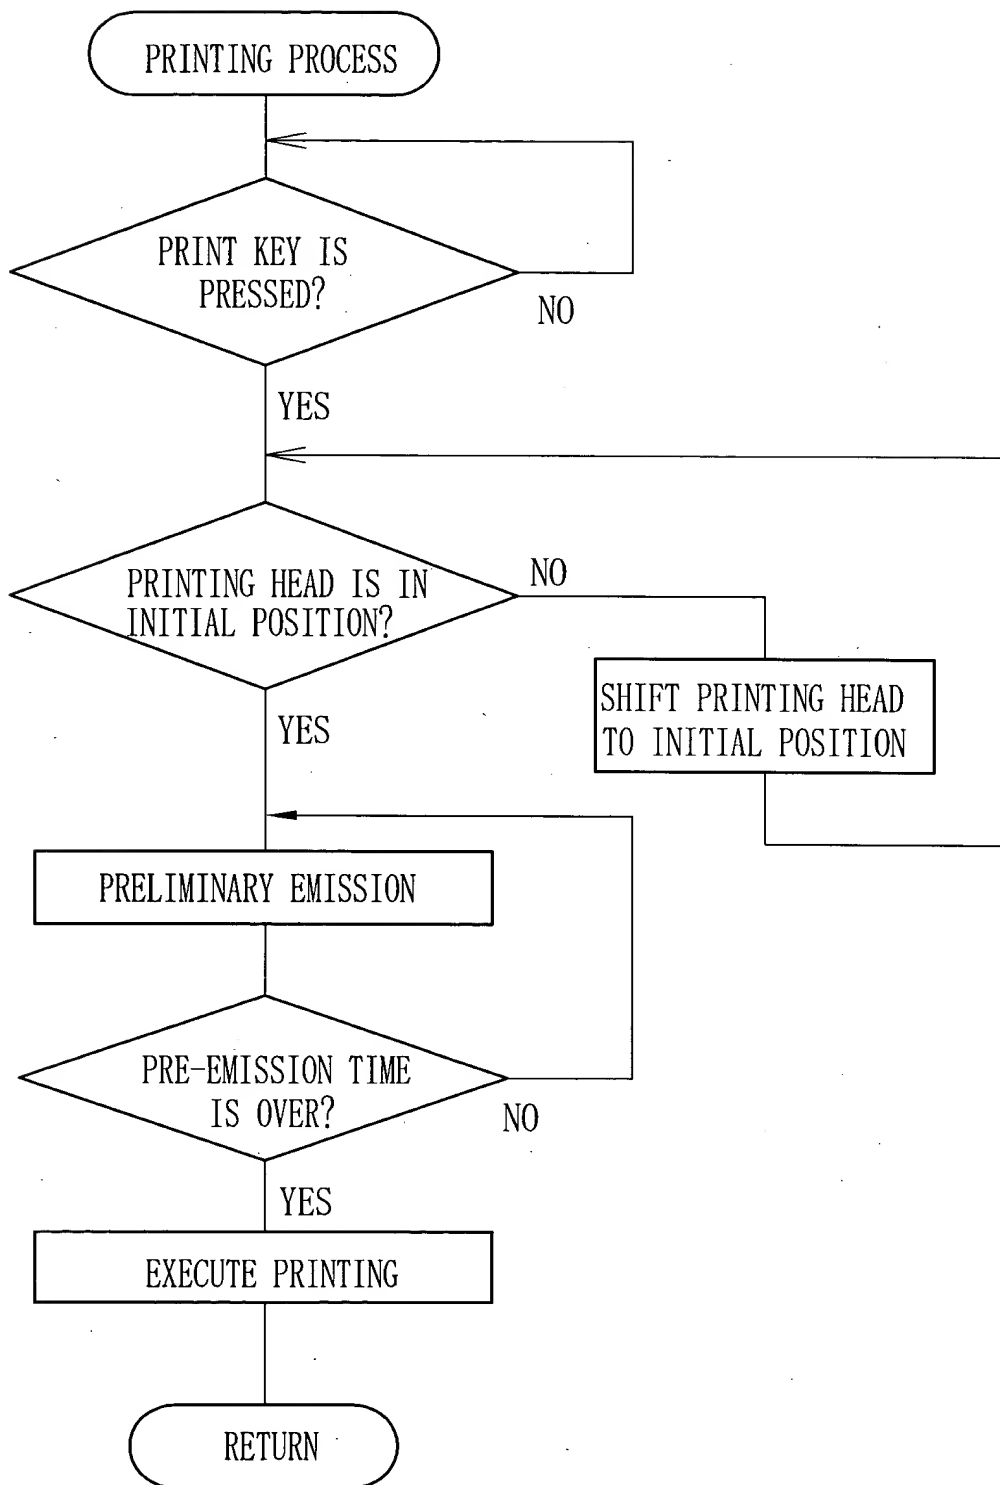 PRINTING PROCESS
PRINT KEY IS
PRESSED?
NO
YES
PRINTING HEAD IS IN
INITIAL POSITION?
NO
SHIFT PRINTING HEAD
TO INITIAL POSITION
YES
PRELIMINARY EMISSION
PRE-EMISSION TIME
IS OVER?
NO
YES
EXECUTE PRINTING
RETURN